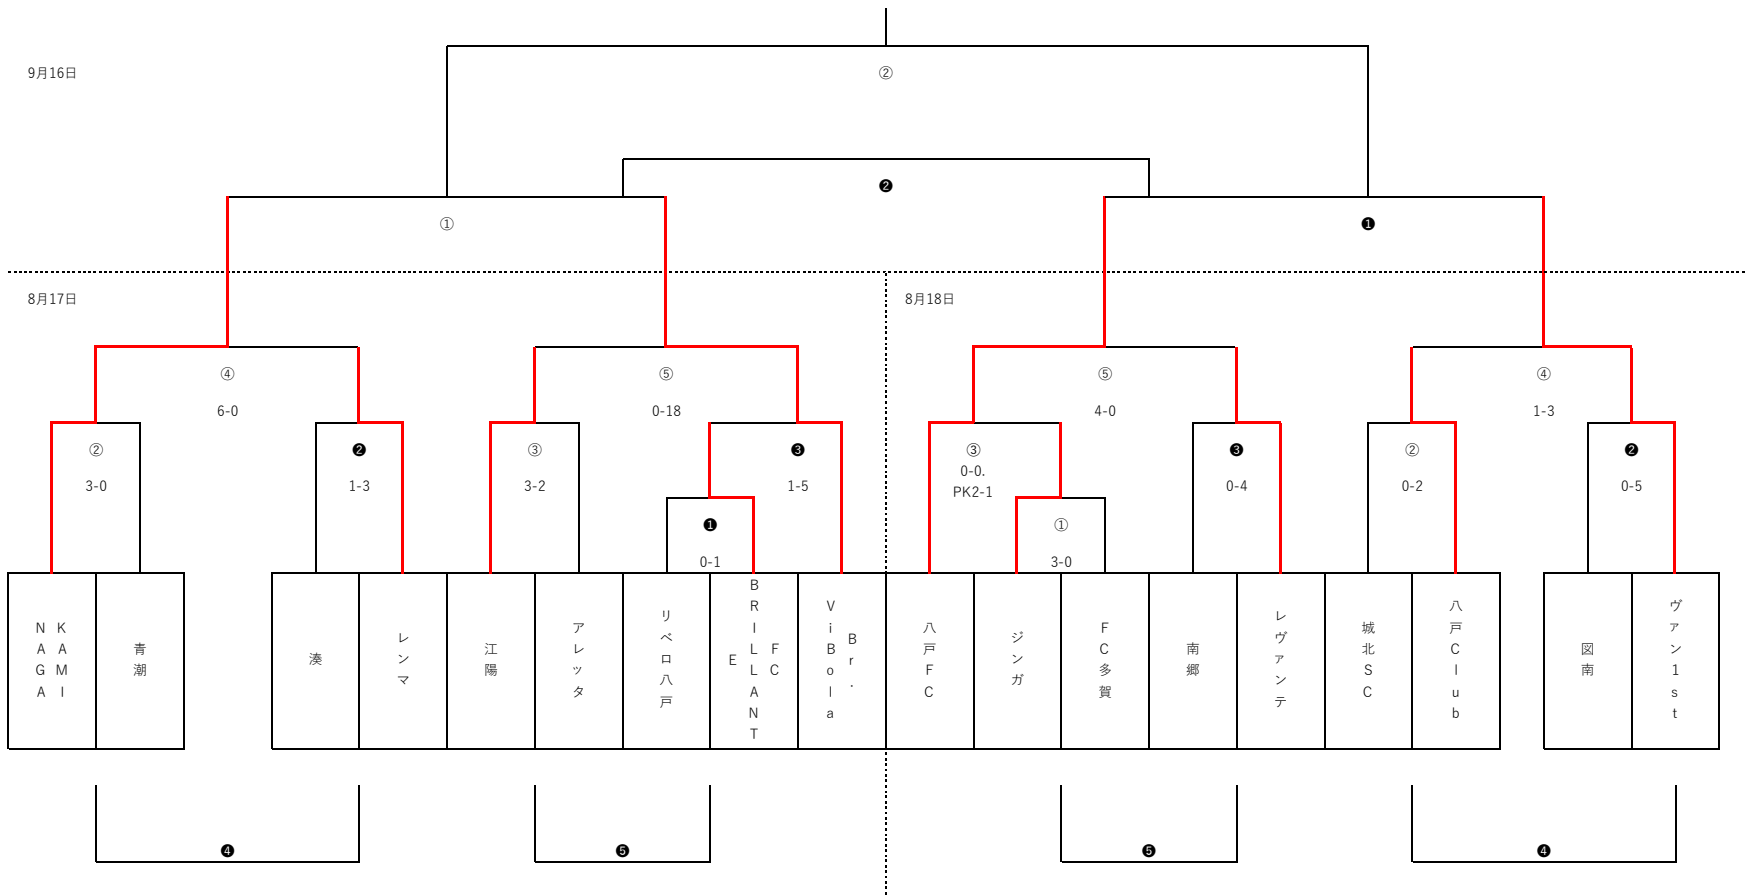 9月16日
②
❷
①
❶
8月17日
8月18日
④
⑤
⑤
④
6-0
0-18
4-0
1-3
②
❷
③
❸
③
❸
②
❷
3-0
1-3
3-2
1-5
0-0.
PK2-1
0-4
0-2
0-5
❶
①
0-1
3-0
KAMI
NAGA
青潮
湊
レンマ
江陽
アレッタ
リベロ八戸
FC
BRILLANT
E
Br.
ViBola
八戸FC
ジンガ
FC多賀
南郷
レヴァンテ
城北SC
八戸Club
図南
ヴァン1st
❹
❺
❺
❹